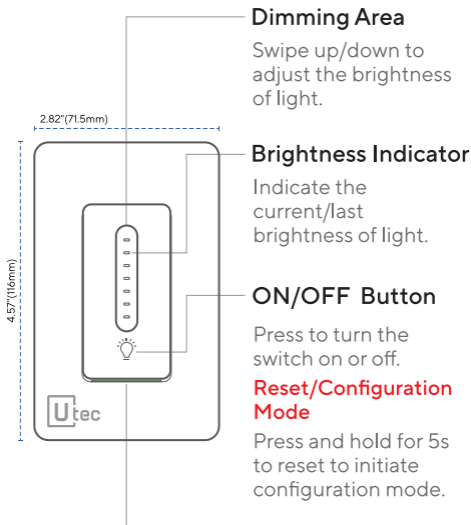 Dimming Area
Swipe up/down to
adjust the brightness
of light.
2.82"(71.5mm)
4.57"(116mm)
Brightness Indicator
Indicate the
current/last
brightness of light.
ON/OFF Button
Press to turn the
switch on or off.
Reset/Configuration
Mode
Press and hold for 5s
to reset to initiate
configuration mode.
Utec